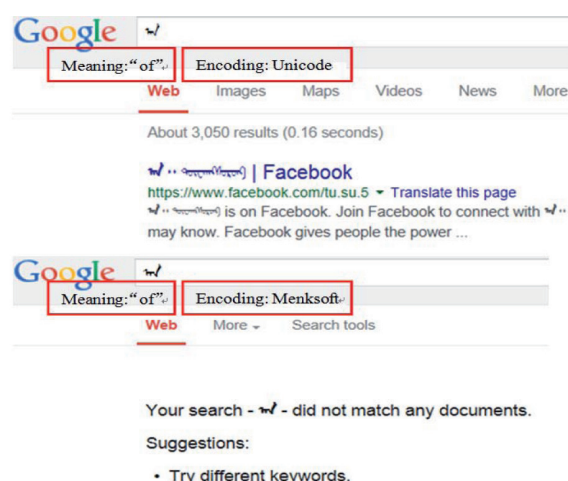 Google
Meaning:“of” Encoding: Unicode
Web Images Maps Videos News More
About 3,050 results (0.16 seconds)
| Facebook
https://www.facebook.com/tu.su.5 ▾ Translate this page
is on Facebook. Join Facebook to connect with
may know. Facebook gives people the power ...
Google
Meaning:“of” Encoding: Menksoft
Web More ▾ Search tools
Your search - - did not match any documents.
Suggestions:
• Try different keywords.